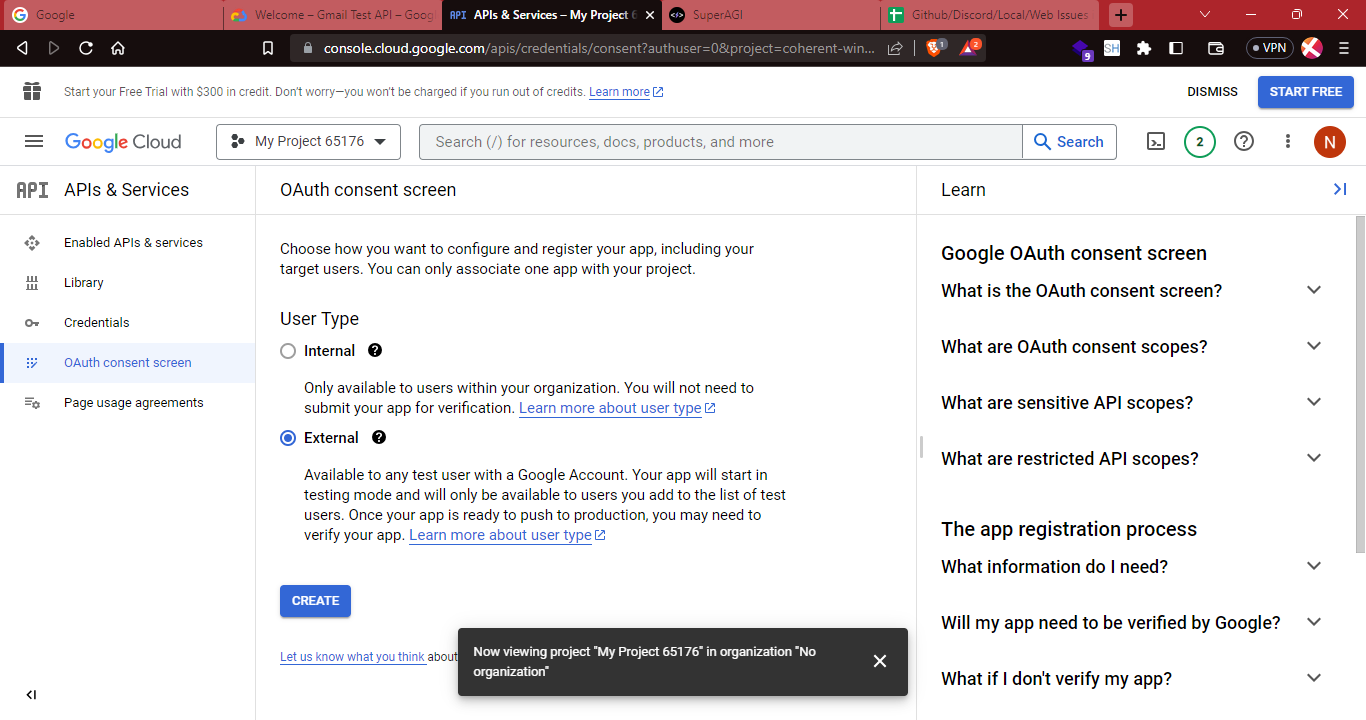 Google
Welcome – Gmail Test API – Goog
API APIs & Services – My Project 6
SuperAGI
Github/Discord/Local/Web Issues
console.cloud.google.com/apis/credentials/consent?authuser=0&project=coherent-win...
1
2
9
SH
VPN
Start your Free Trial with $300 in credit. Don't worry—you won't be charged if you run out of credits. Learn more
DISMISS
START FREE
Google Cloud
My Project 65176
Search (/) for resources, docs, products, and more
Search
2
N
API APIs & Services
Enabled APIs & services
Library
Credentials
OAuth consent screen
Page usage agreements
OAuth consent screen
Choose how you want to configure and register your app, including your
target users. You can only associate one app with your project.
User Type
Internal
Only available to users within your organization. You will not need to
submit your app for verification. Learn more about user type
External
Available to any test user with a Google Account. Your app will start in
testing mode and will only be available to users you add to the list of test
users. Once your app is ready to push to production, you may need to
verify your app. Learn more about user type
CREATE
Let us know what you think about
Now viewing project "My Project 65176" in organization "No
organization"
Learn
Google OAuth consent screen
What is the OAuth consent screen?
What are OAuth consent scopes?
What are sensitive API scopes?
What are restricted API scopes?
The app registration process
What information do I need?
Will my app need to be verified by Google?
What if I don't verify my app?